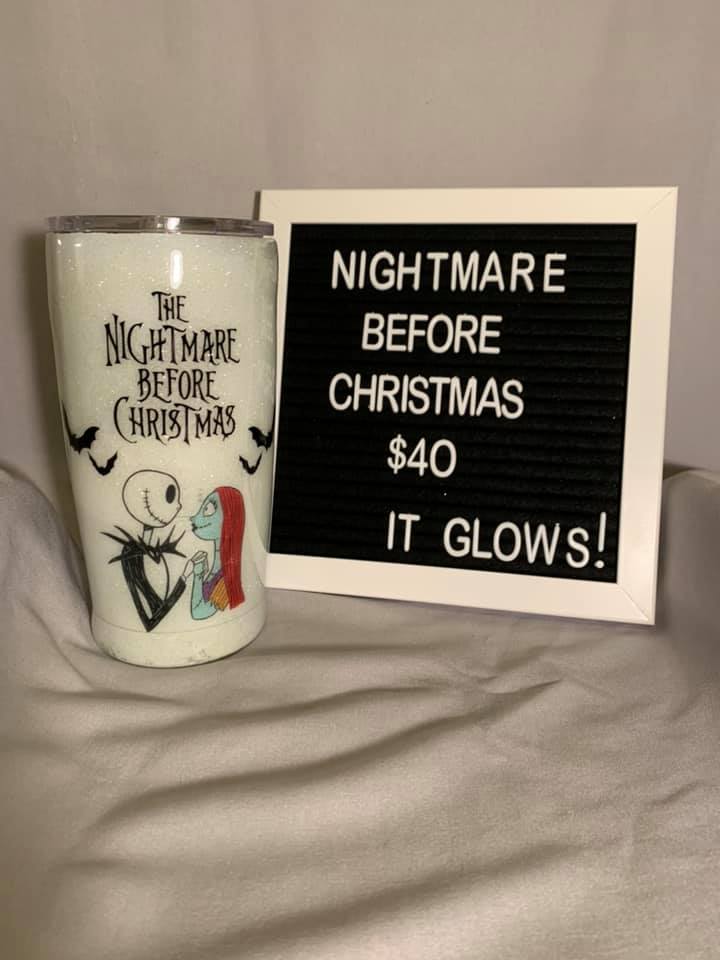 THE
NIGHTMARE
BEFORE
CHRISTMAS
NIGHTMARE
BEFORE
CHRISTMAS
$40
IT GLOWS!